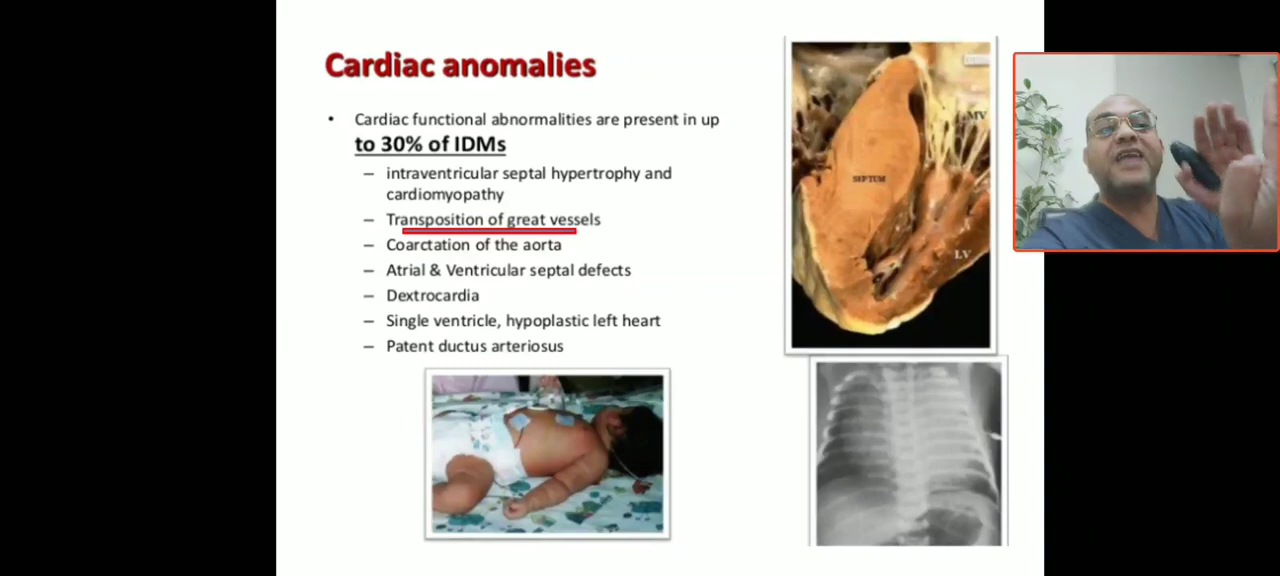 Cardiac anomalies
• Cardiac functional abnormalities are present in up
to 30% of IDMs
– intraventricular septal hypertrophy and
cardiomyopathy
– Transposition of great vessels
– Coarctation of the aorta
– Atrial & Ventricular septal defects
– Dextrocardia
– Single ventricle, hypoplastic left heart
– Patent ductus arteriosus
MV
SEPTUM
LV